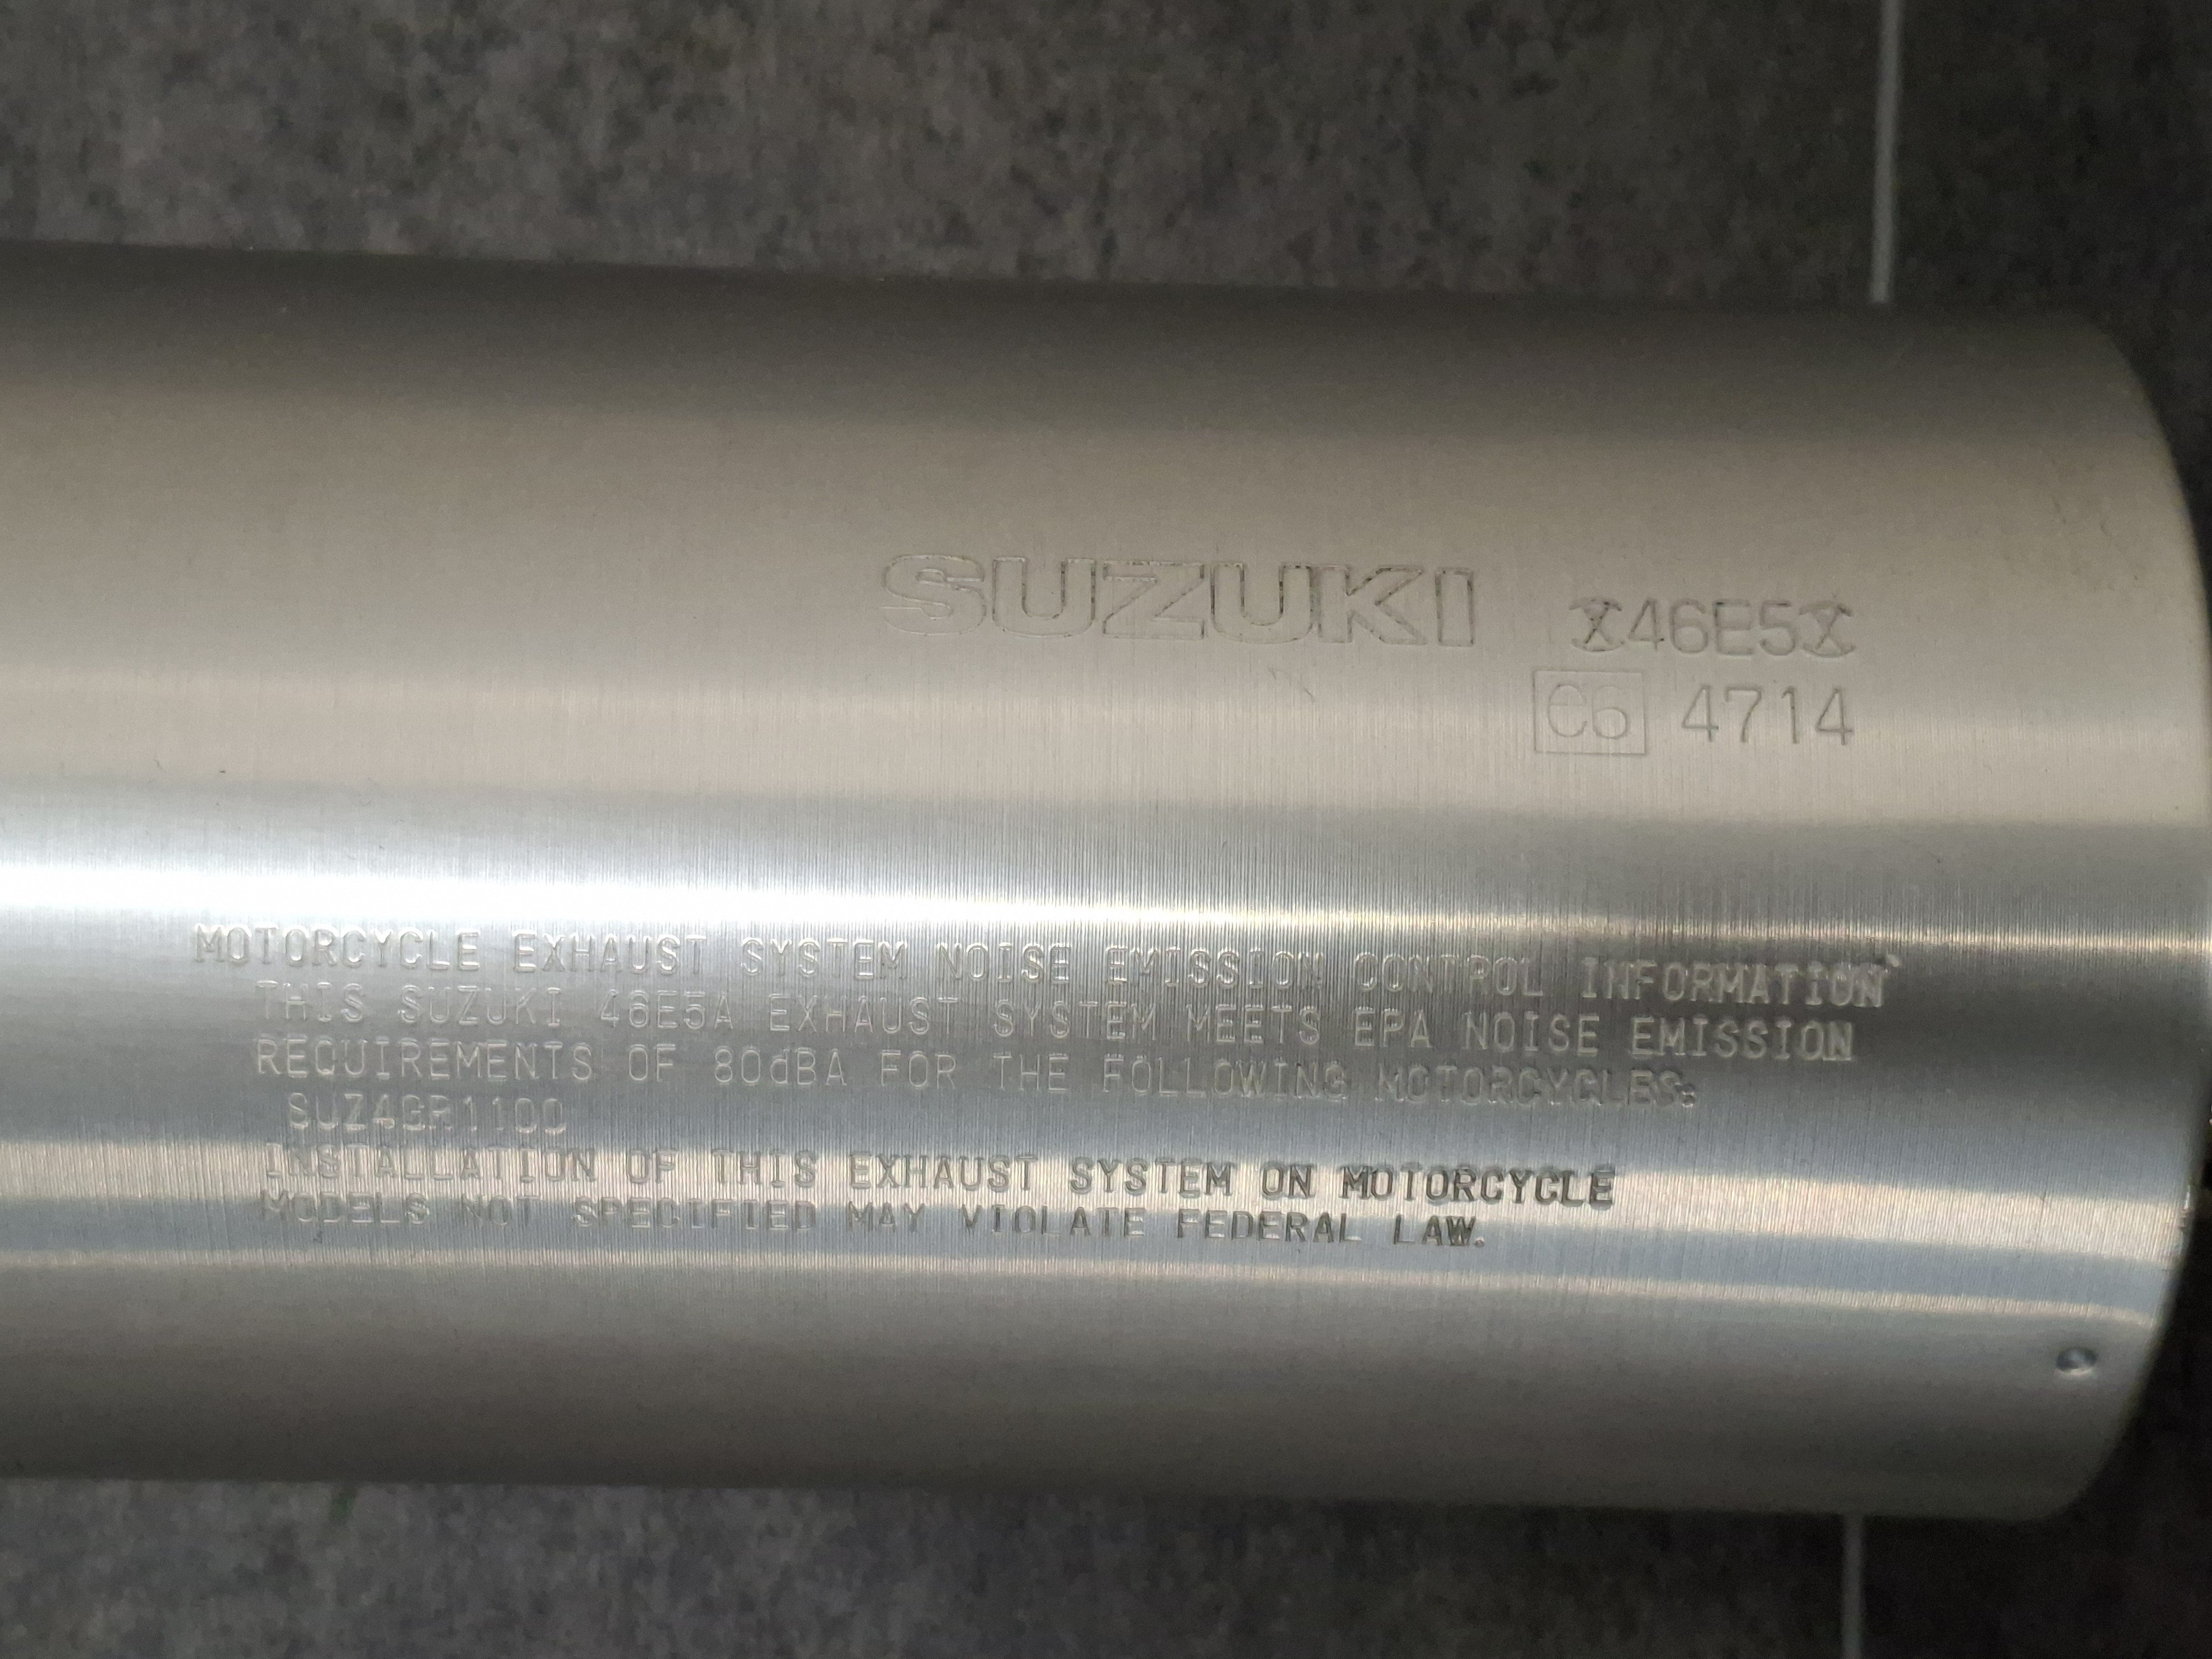 SUZUKI
46E5
e6 4714
MOTORCYCLE EXHAUST SYSTEM NOISE EMISSION CONTROL INFORMATION
THIS SUZUKI 46E5A EXHAUST SYSTEM MEETS EPA NOISE EMISSION
REQUIREMENTS OF 80dBA FOR THE FOLLOWING MOTORCYCLES:
SUZ4GR1100
INSTALLATION OF THIS EXHAUST SYSTEM ON MOTORCYCLE
MODELS NOT SPECIFIED MAY VIOLATE FEDERAL LAW.